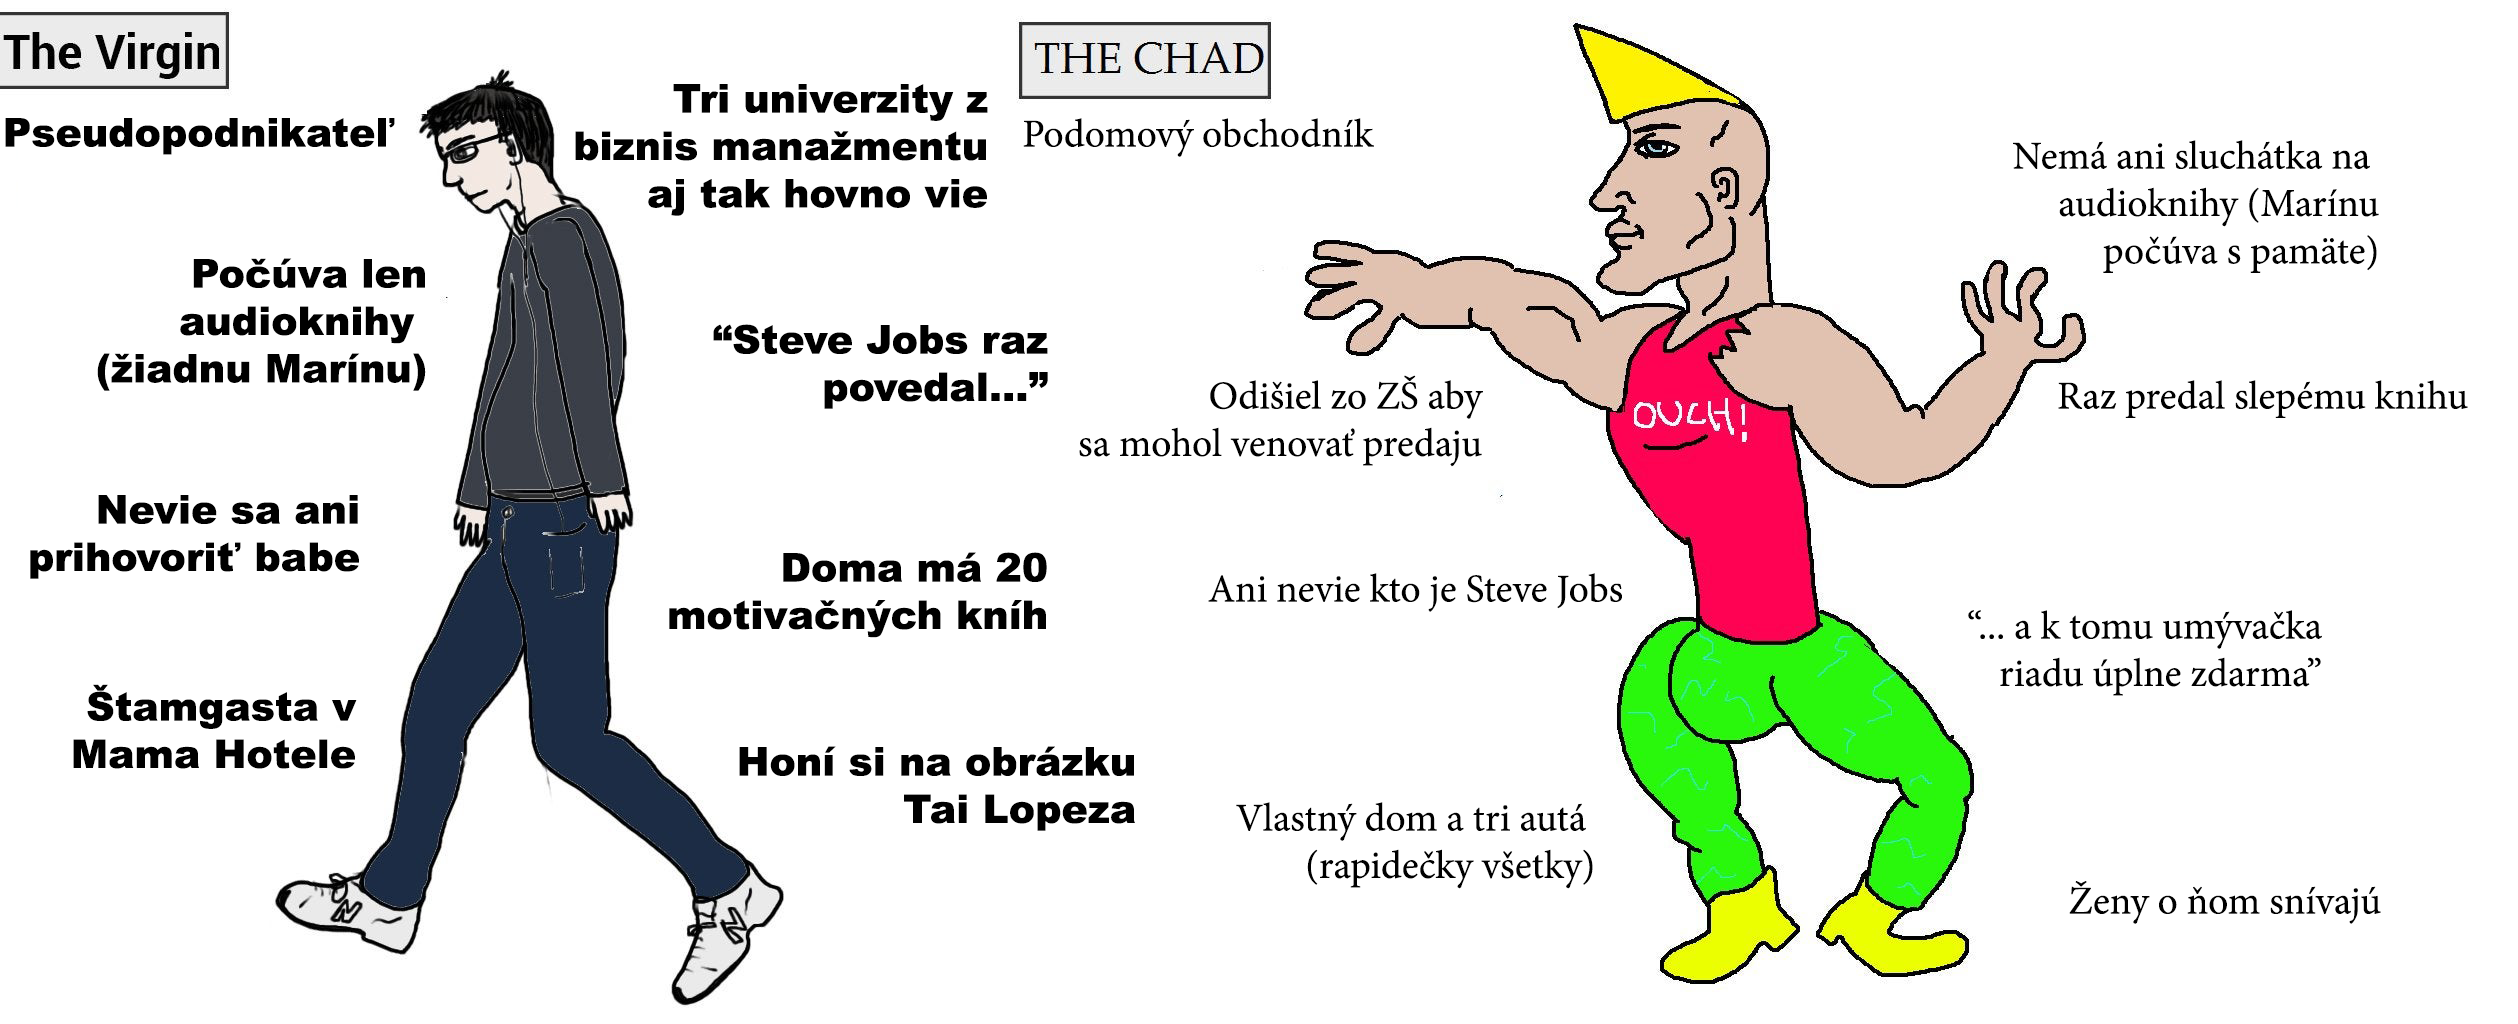 The Virgin
Pseudopodnikateľ
Tri univerzity z
biznis manažmentu
aj tak hovno vie
Počúva len
audioknihy
(žiadnu Marínu)
“Steve Jobs raz
povedal...”
Nevie sa ani
prihovoriť babe
Doma má 20
motivačných kníh
Štamgasta v
Mama Hotele
Honí si na obrázku
Tai Lopeza
THE CHAD
Podomový obchodník
Nemá ani sluchátka na
audioknihy (Marínu
počúva s pamäte)
Odišiel zo ZŠ aby
sa mohol venovať predaju
OUCH!
Raz predal slepému knihu
Ani nevie kto je Steve Jobs
“... a k tomu umývačka
riadu úplne zdarma”
Vlastný dom a tri autá
(rapidečky všetky)
Ženy o ňom snívajú